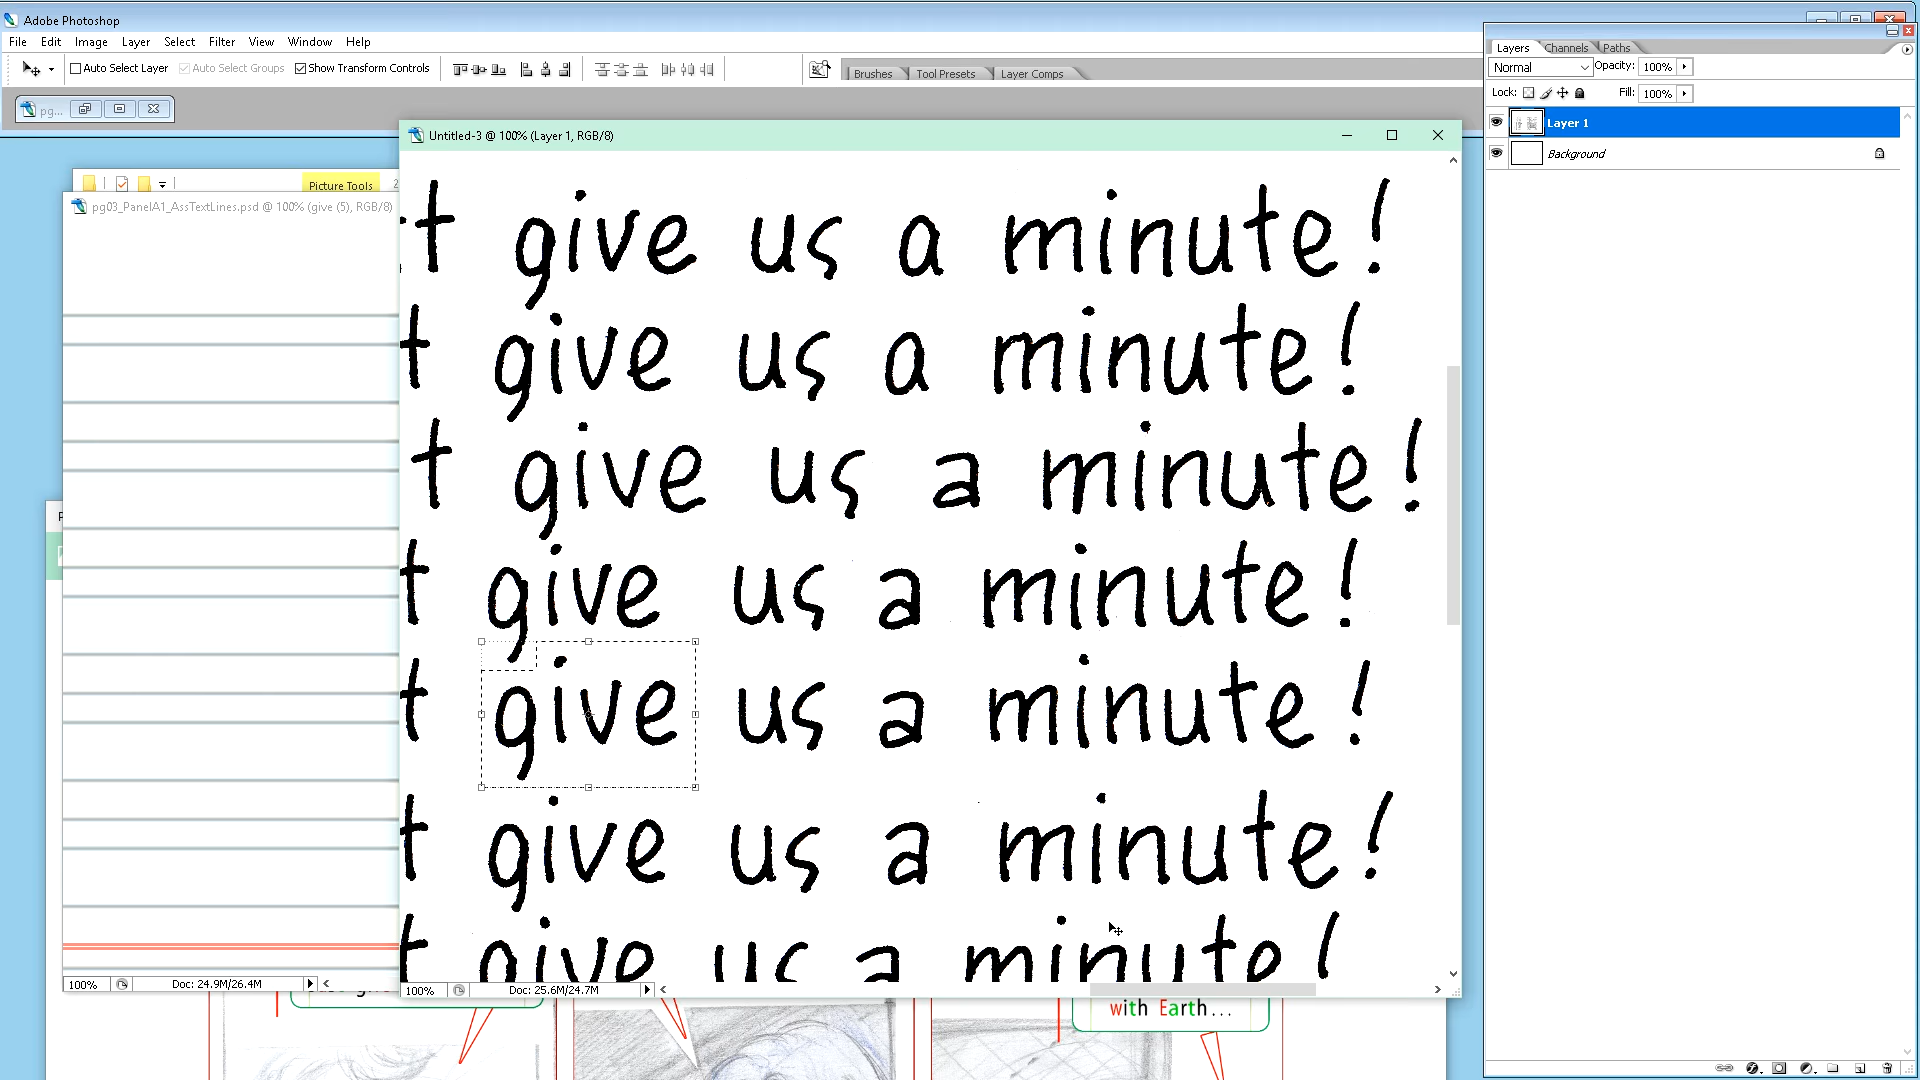 Adobe Photoshop
File Edit Image Layer Select Filter View Window Help
Auto Select Layer Auto Select Groups Show Transform Controls
Brushes Tool Presets Layer Comps
pg...
Layers Channels Paths
Normal Opacity: 100%
Lock: Fill: 100%
Layer 1
Background
Untitled-3 @ 100% (Layer 1, RGB/8)
Picture Tools
pg03_PanelA1_AssTextLines.psd @ 100% (give (5), RGB/8)
t give us a minute!
t give us a minute!
t give us a minute!
t give us a minute!
t give us a minute!
t give us a minute!
t give us a minute!
100% Doc: 24.9M/26.4M
100% Doc: 25.6M/24.7M
with Earth...